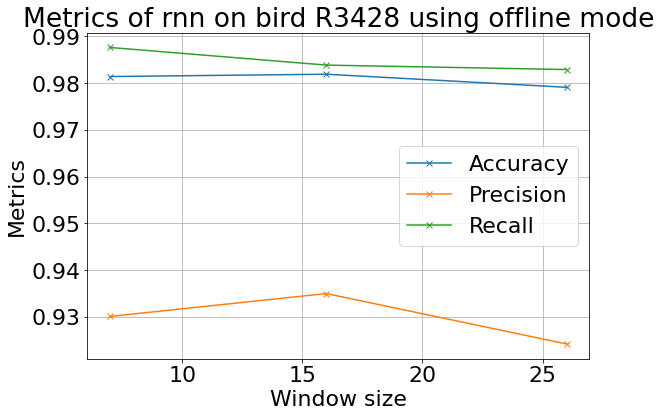 Metrics of rnn on bird R3428 using offline mode
0.99
0.98
0.97
0.96
0.95
0.94
0.93
Metrics
Accuracy
Precision
Recall
10 15 20 25
Window size